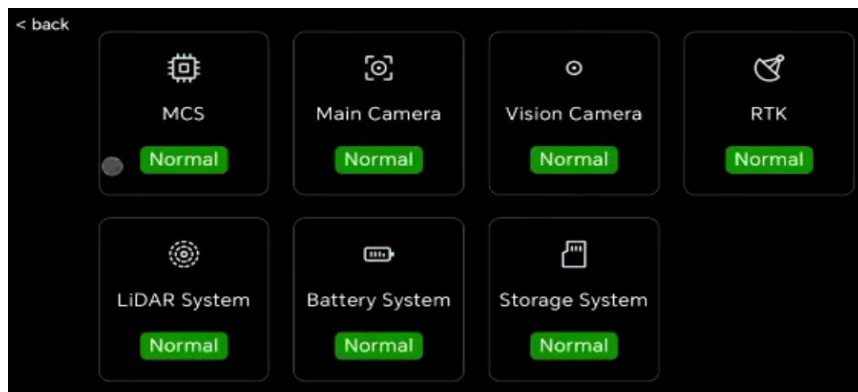 < back
MCS
Main Camera
Vision Camera
RTK
Normal
Normal
Normal
Normal
LiDAR System
Battery System
Storage System
Normal
Normal
Normal